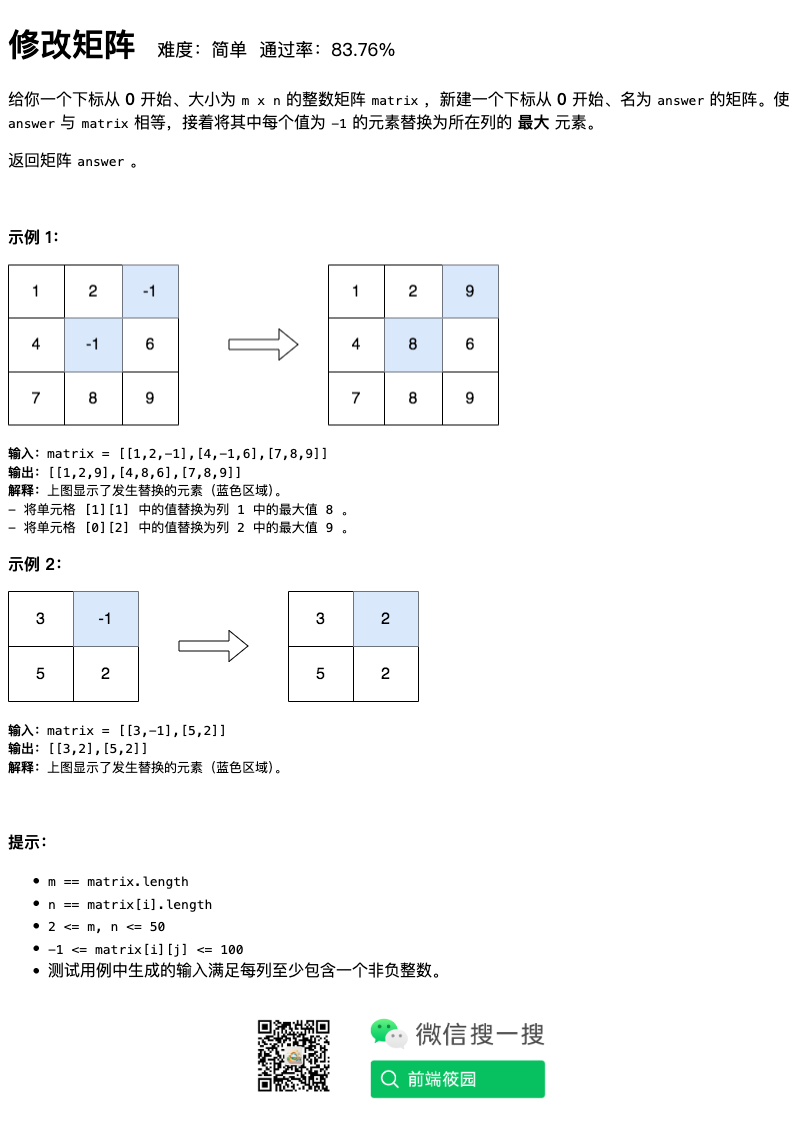 修改矩阵 难度：简单 通过率：83.76%
给你一个下标从 0 开始、大小为 m x n 的整数矩阵 matrix ，新建一个下标从 0 开始、名为 answer 的矩阵。使
answer 与 matrix 相等，接着将其中每个值为 -1 的元素替换为所在列的 最大 元素。
返回矩阵 answer 。
示例 1：
1 2 -1 1 2 9
4 -1 6 4 8 6
7 8 9 7 8 9
输入：matrix = [[1,2,-1],[4,-1,6],[7,8,9]]
输出：[[1,2,9],[4,8,6],[7,8,9]]
解释：上图显示了发生替换的元素（蓝色区域）。
- 将单元格 [1][1] 中的值替换为列 1 中的最大值 8 。
- 将单元格 [0][2] 中的值替换为列 2 中的最大值 9 。
示例 2：
3 -1 3 2
5 2 5 2
输入：matrix = [[3,-1],[5,2]]
输出：[[3,2],[5,2]]
解释：上图显示了发生替换的元素（蓝色区域）。
提示：
• m == matrix.length
• n == matrix[i].length
• 2 <= m, n <= 50
• -1 <= matrix[i][j] <= 100
• 测试用例中生成的输入满足每列至少包含一个非负整数。
微信搜一搜
前端筱园